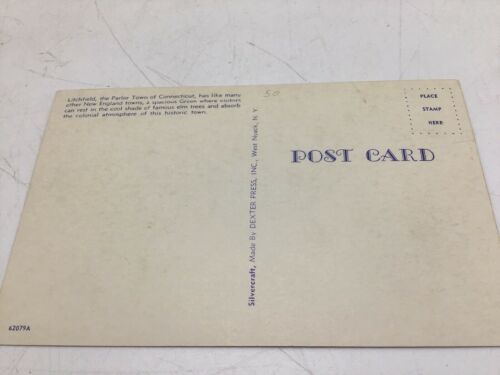 Litchfield, the Parlor Town of Connecticut, has like many
other New England towns, a spacious Green where visitors
can rest in the cool shade of famous elm trees and absorb
the colonial atmosphere of this historic town.
50
PLACE
STAMP
HERE
POST CARD
Silvercraft, Made By DEXTER PRESS, INC., West Nyack, N. Y.
62079A